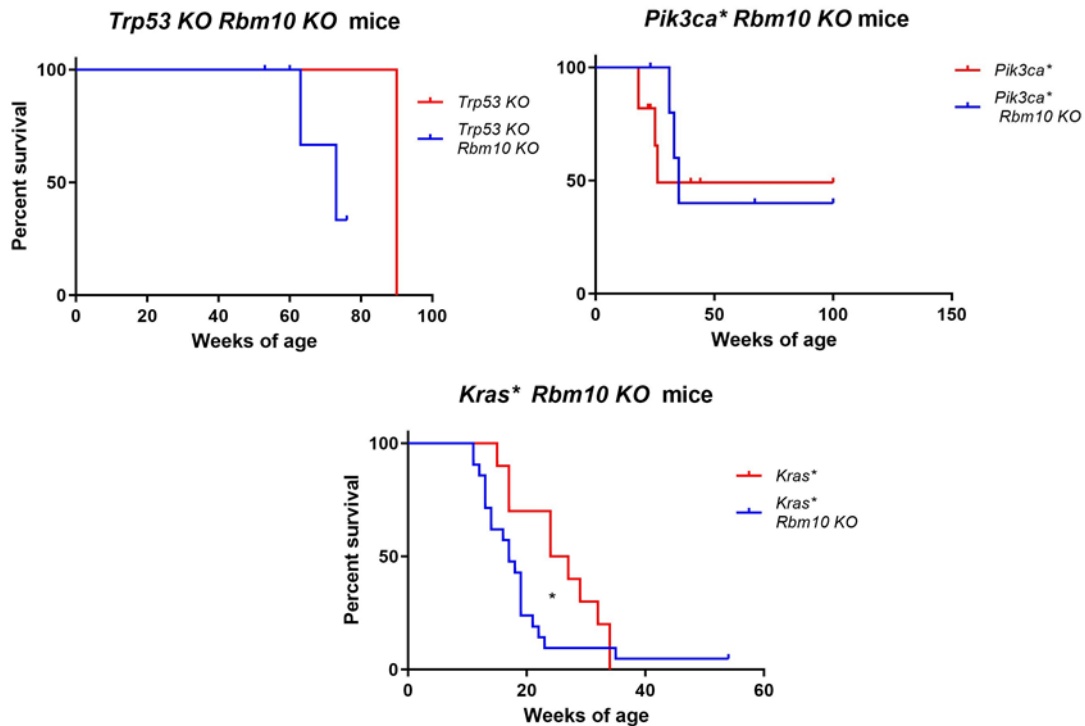 Trp53 KO Rbm10 KO mice
Percent survival
100
50
0
0 20 40 60 80 100
Weeks of age
Trp53 KO
Trp53 KO
Rbm10 KO
Pik3ca* Rbm10 KO mice
Percent survival
100
50
0
0 50 100 150
Weeks of age
Pik3ca*
Pik3ca*
Rbm10 KO
Kras* Rbm10 KO mice
Percent survival
100
50
0
*
0 20 40 60
Weeks of age
Kras*
Kras*
Rbm10 KO